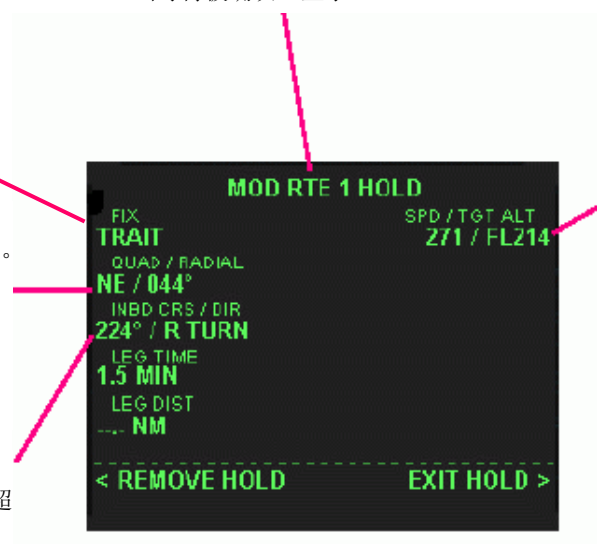 MOD RTE 1 HOLD
FIX
SPD / TGT ALT
TRAIT
271 / FL214
QUAD / RADIAL
NE / 044°
INBD CRS / DIR
224° / R TURN
LEG TIME
1.5 MIN
LEG DIST
--.- NM
< REMOVE HOLD
EXIT HOLD >
。
超